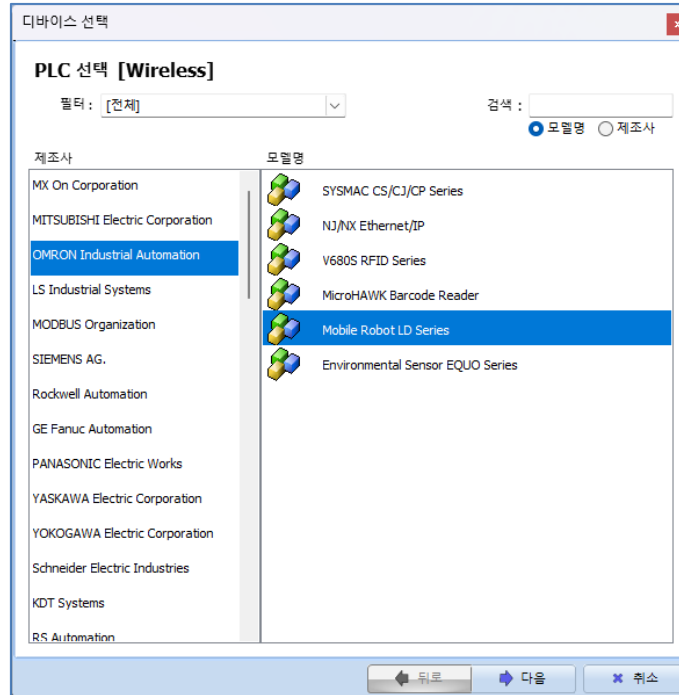 디바이스 선택
PLC 선택 [Wireless]
필터 : [전체]
검색 :
모렐명 제조사
제조사
모렐명
MX On Corporation
MITSUBISHI Electric Corporation
OMRON Industrial Automation
LS Industrial Systems
MODBUS Organization
SIEMENS AG.
Rockwell Automation
GE Fanuc Automation
PANASONIC Electric Works
YASKAWA Electric Corporation
YOKOGAWA Electric Corporation
Schneider Electric Industries
KDT Systems
RS Automation
SYSMAC CS/CJ/CP Series
NJ/NX Ethernet/IP
V680S RFID Series
MicroHAWK Barcode Reader
Mobile Robot LD Series
Environmental Sensor EQUO Series
뒤로
다음
취소